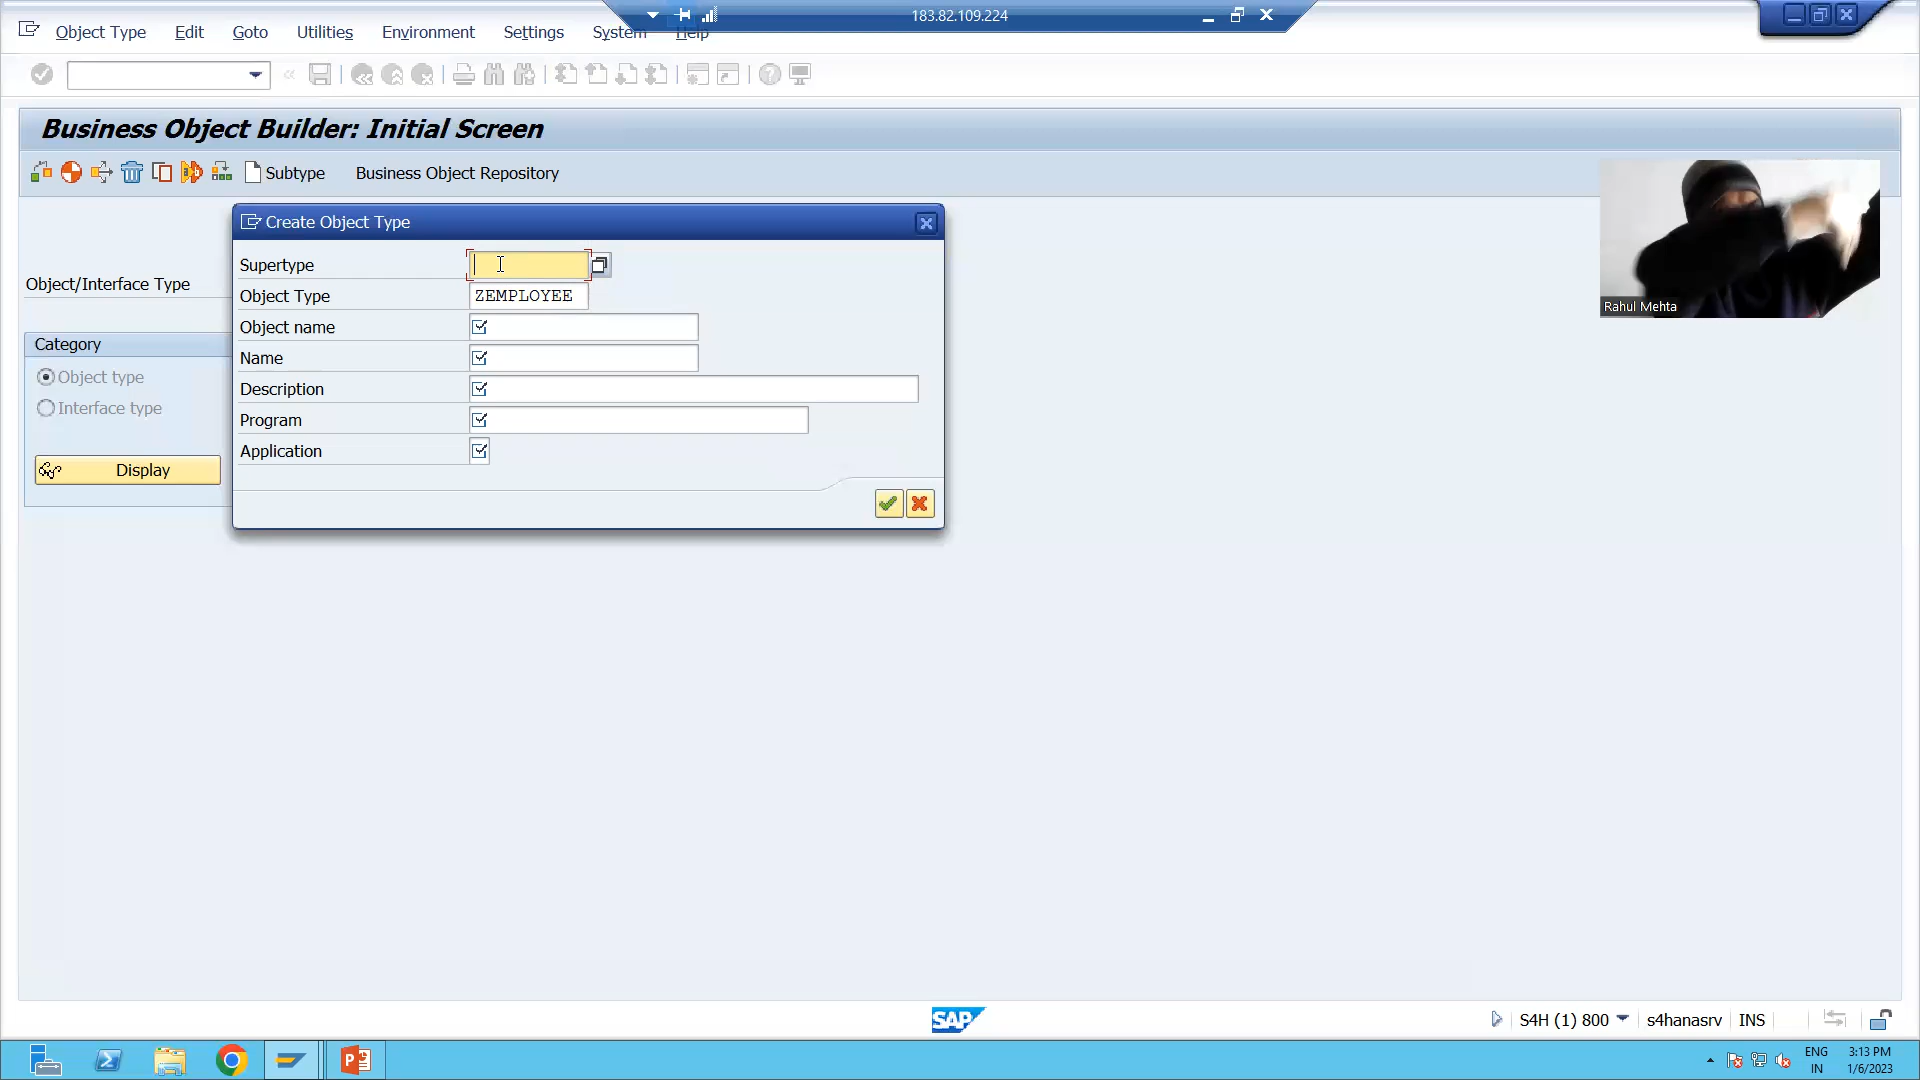 183.82.109.224
Object Type Edit Goto Utilities Environment Settings System Help
Business Object Builder: Initial Screen
Subtype Business Object Repository
Create Object Type
Supertype
Object/Interface Type
Object Type ZEMPLOYEE
Object name
Category
Name
Object type
Description
Interface type
Program
Application
Display
Rahul Mehta
SAP
S4H (1) 800 s4hanasrv INS
ENG
IN
3:13 PM
1/6/2023